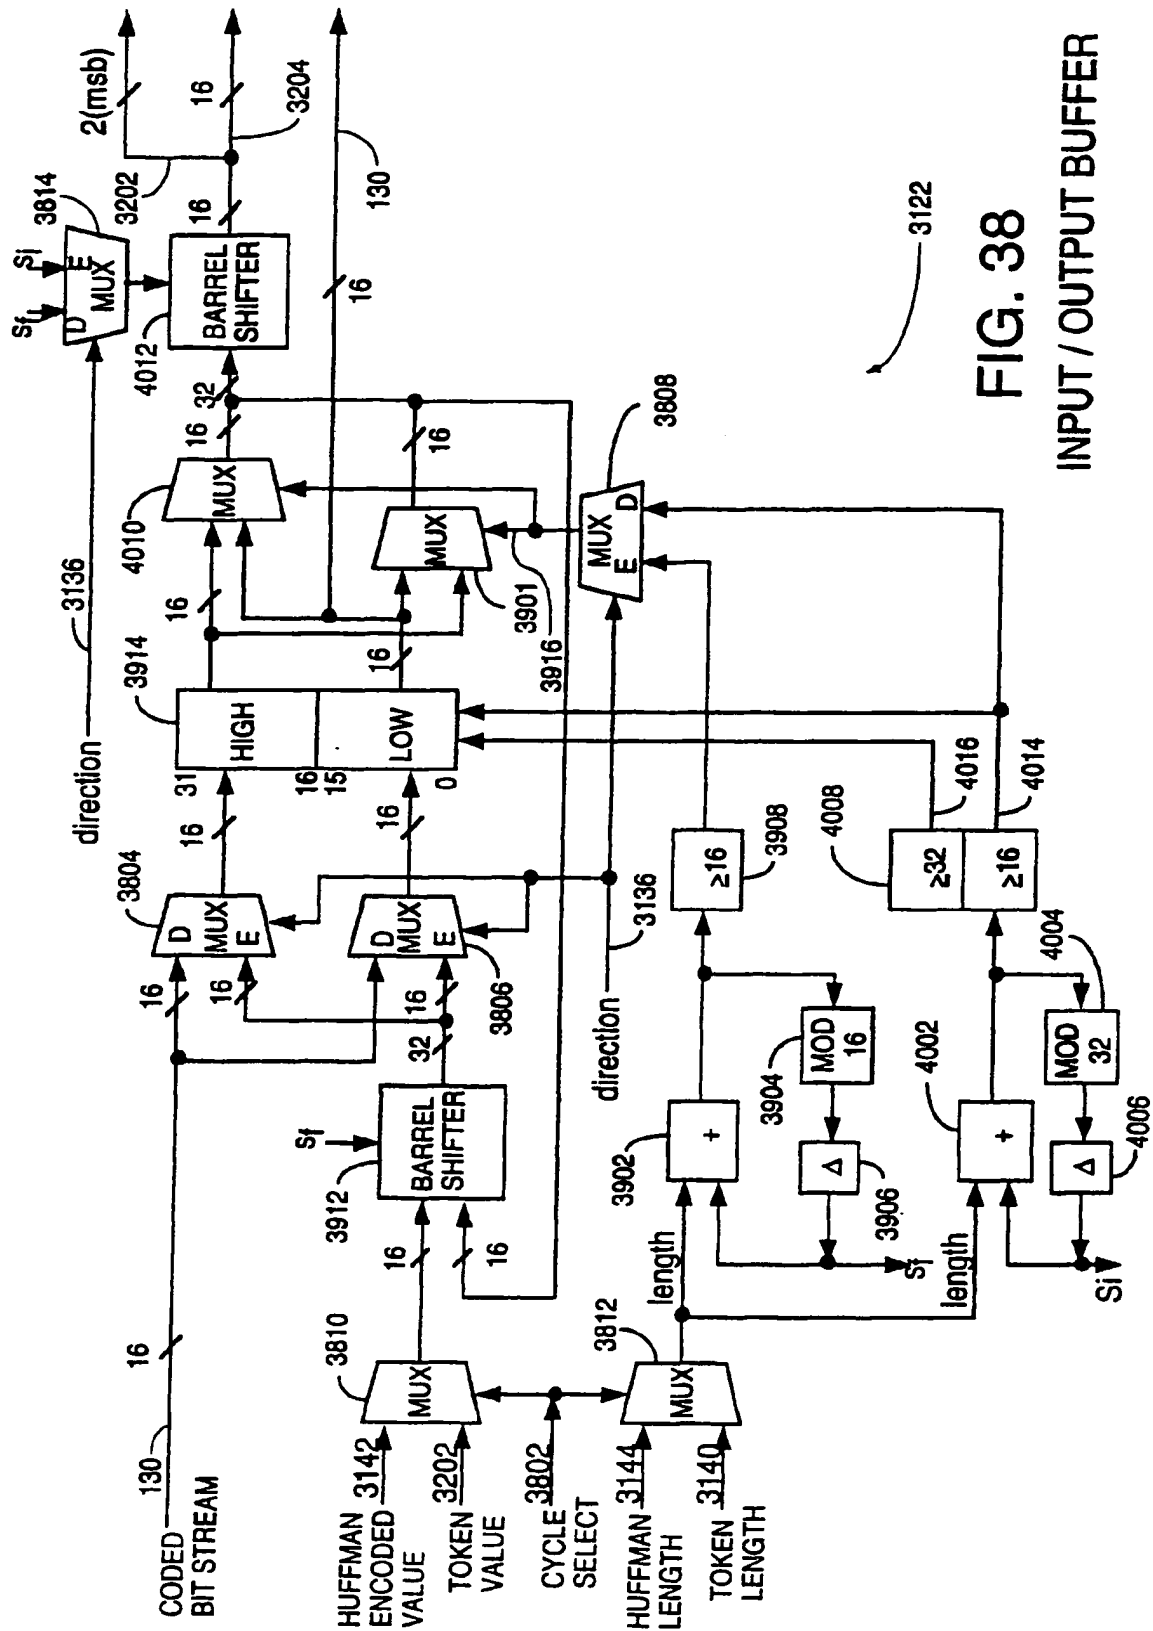 CODED
BIT STREAM
130
16
HUFFMAN
ENCODED
VALUE
3142
TOKEN
VALUE
3202
CYCLE
SELECT
3802
HUFFMAN
LENGTH
3144
TOKEN
LENGTH
3140
3810
MUX
3812
MUX
16
16
3912
Sf
BARREL
SHIFTER
32
16
16
16
3804
D
MUX
E
D
MUX
E
3806
16
16
length
length
3902
+
3904
MOD
16
Δ
3906
Sf
4002
+
4004
MOD
32
Δ
4006
Si
direction
3136
≥16
3908
4008
≥32
≥16
4016
4014
direction
3136
3914
31
HIGH
16
15
LOW
0
16
16
4010
MUX
16
MUX
3901
3916
16
32
3808
MUX
E
D
4012
BARREL
SHIFTER
Sf
Si
D
E
MUX
3814
16
3202
2(msb)
16
3204
16
130
3122
FIG. 38
INPUT / OUTPUT BUFFER